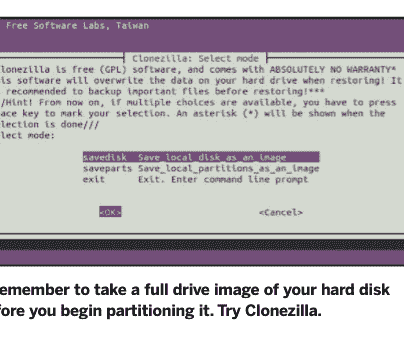 Free Software Labs, Taiwan
Clonezilla: Select mode
lonezilla is free (GPL) software, and comes with ABSOLUTELY NO WARRANTY*
is software will overwrite the data on your hard drive when restoring! It
recommended to backup important files before restoring!***
/Hint! From now on, if multiple choices are available, you have to press
ace key to mark your selection. An asterisk (*) will be shown when the
lection is done///
lect mode:
savedisk Save_local_disk_as_an_image
saveparts Save_local_partitions_as_an_image
exit Exit. Enter command line prompt
<OK> <Cancel>
emember to take a full drive image of your hard disk
fore you begin partitioning it. Try Clonezilla.